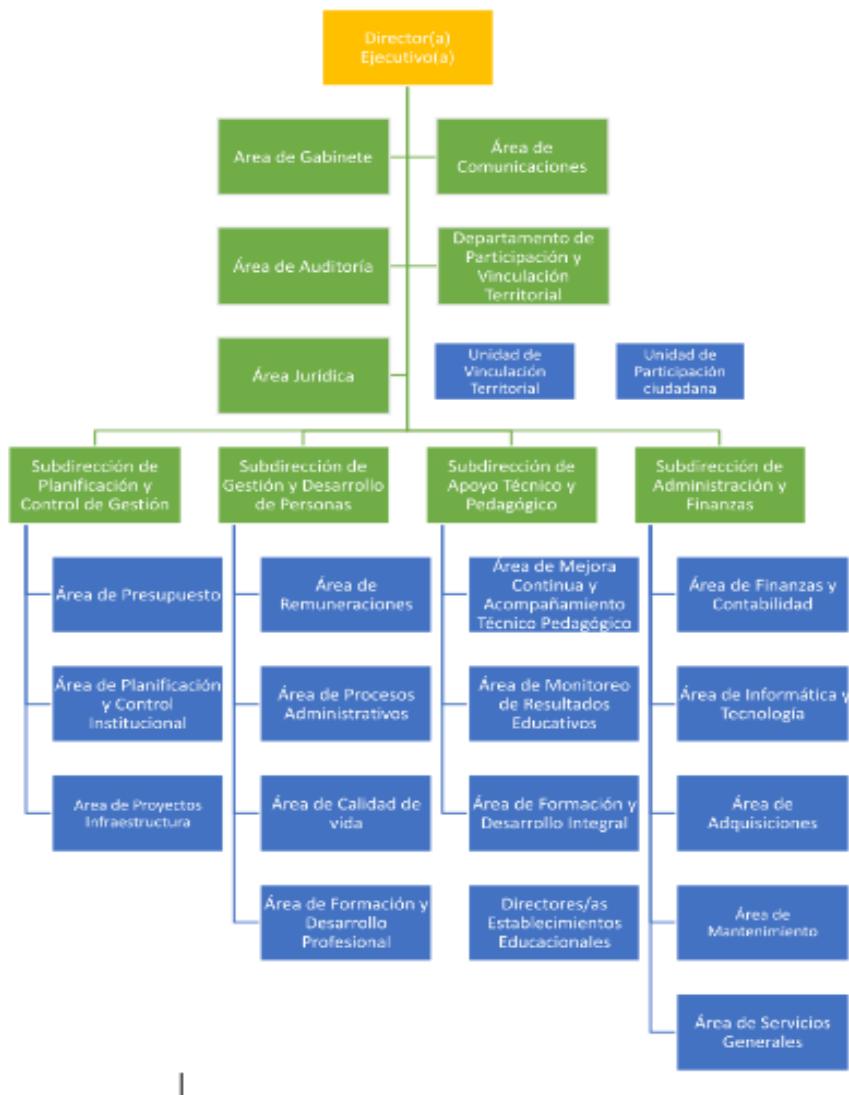 Director(a)
Ejecutivo(a)
Area de Gabinete
Área de
Comunicaciones
Área de Auditoría
Departamento de
Participación y
Vinculación
Territorial
Área Jurídica
Unidad de
Vinculación
Territorial
Unidad de
Participación
ciudadana
Subdirección de
Planificación y
Control de Gestión
Subdirección de
Gestión y Desarrollo
de Personas
Subdirección de
Apoyo Técnico y
Pedagógico
Subdirección de
Administración y
Finanzas
Área de Presupuesto
Área de
Remuneraciones
Área de Mejora
Continua y
Acompañamiento
Técnico Pedagógico
Área de Finanzas y
Contabilidad
Área de Planificación
y Control
Institucional
Área de Procesos
Administrativos
Área de Monitoreo
de Resultados
Educativos
Área de Informática y
Tecnología
Area de Proyectos
Infraestructura
Área de Calidad de
vida
Área de Formación y
Desarrollo Integral
Área de
Adquisiciones
Área de Formación y
Desarrollo
Profesional
Directores/as
Establecimientos
Educacionales
Área de
Mantenimiento
Área de Servicios
Generales